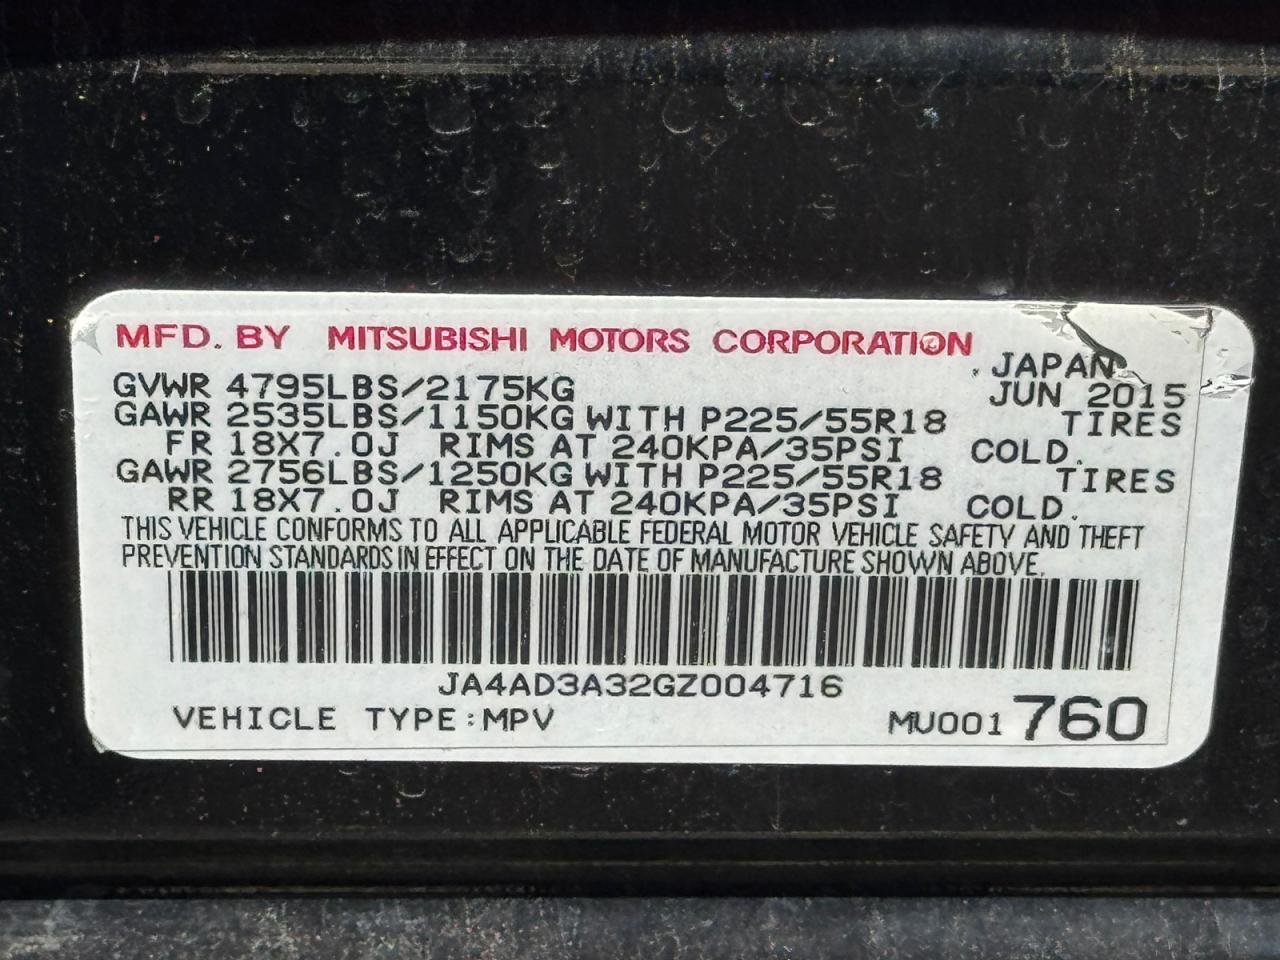 MFD. BY MITSUBISHI MOTORS CORPORATION
JAPAN
GVWR 4795LBS/2175KG JUN 2015
GAWR 2535LBS/1150KG WITH P225/55R18 TIRES
FR 18X7.0J RIMS AT 240KPA/35PSI COLD.
GAWR 2756LBS/1250KG WITH P225/55R18 TIRES
RR 18X7.0J RIMS AT 240KPA/35PSI COLD.
THIS VEHICLE CONFORMS TO ALL APPLICABLE FEDERAL MOTOR VEHICLE SAFETY AND THEFT
PREVENTION STANDARDS IN EFFECT ON THE DATE OF MANUFACTURE SHOWN ABOVE.
JA4AD3A32GZ004716
VEHICLE TYPE:MPV MU001 760